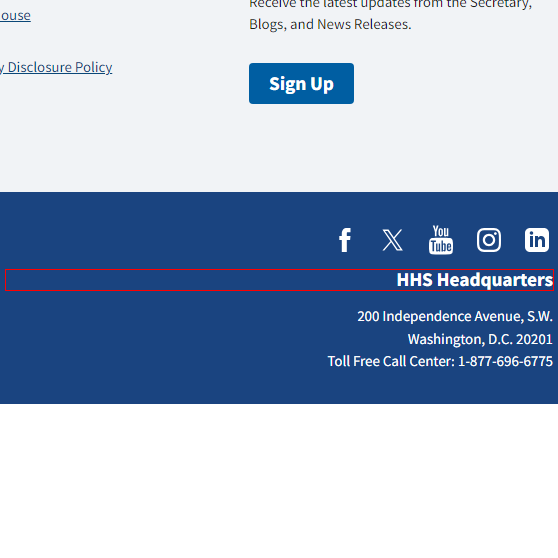 ouse
y Disclosure Policy
Receive the latest updates from the Secretary,
Blogs, and News Releases.
Sign Up
f
X
You
Tube
in
HHS Headquarters
200 Independence Avenue, S.W.
Washington, D.C. 20201
Toll Free Call Center: 1-877-696-6775